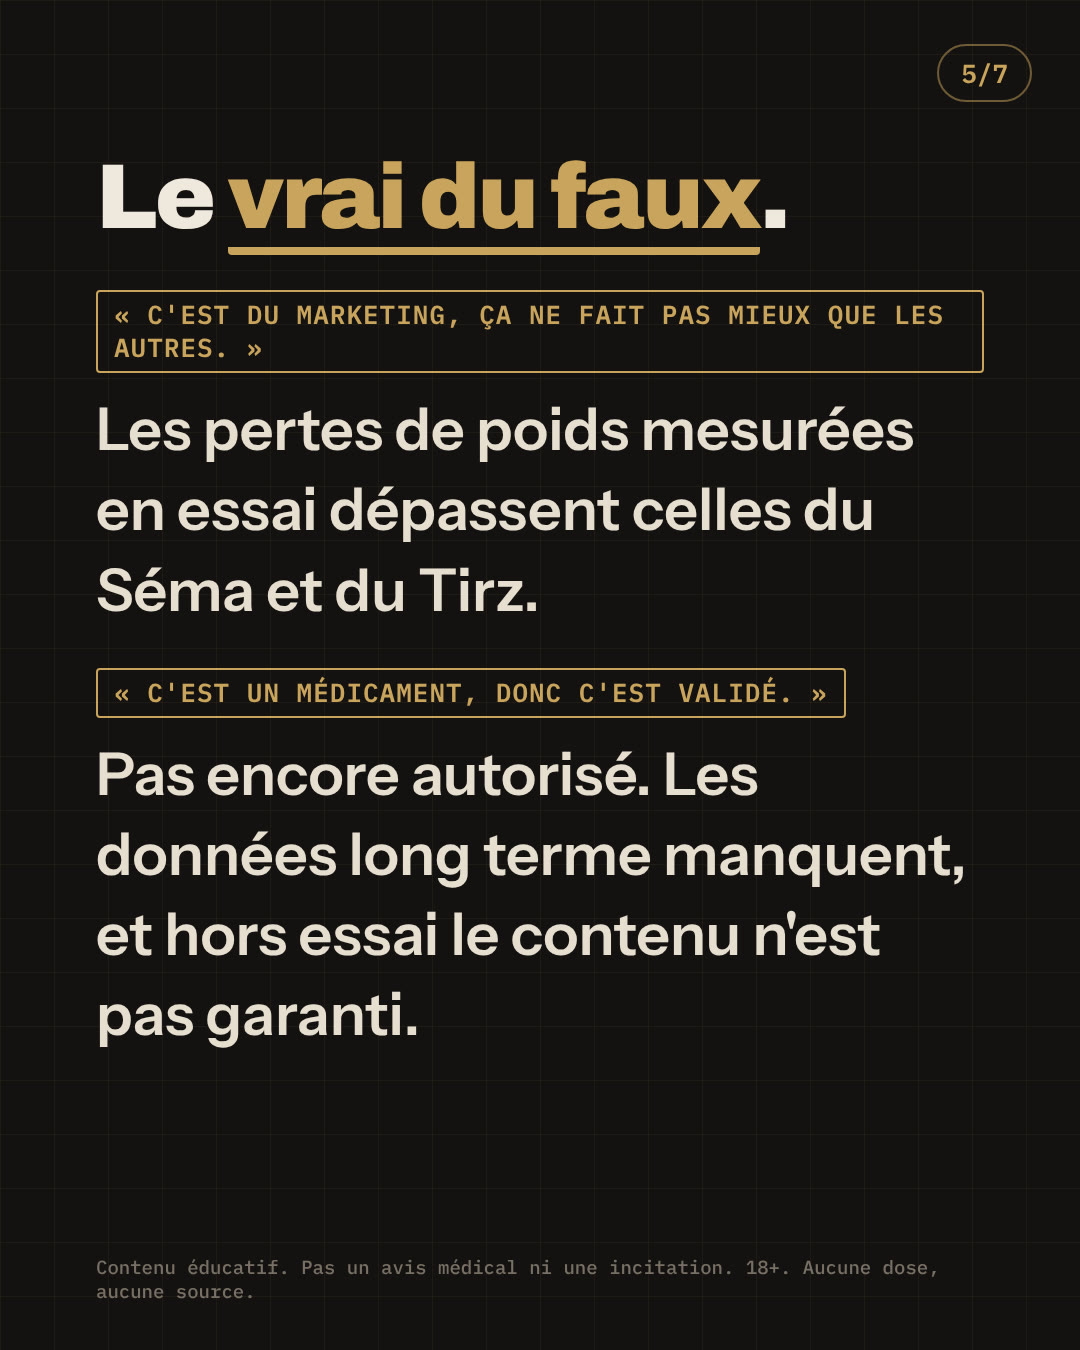 5/7
Le vrai du faux.
« C'EST DU MARKETING, ÇA NE FAIT PAS MIEUX QUE LES
AUTRES. »
Les pertes de poids mesurées
en essai dépassent celles du
Séma et du Tirz.
« C'EST UN MÉDICAMENT, DONC C'EST VALIDÉ. »
Pas encore autorisé. Les
données long terme manquent,
et hors essai le contenu n'est
pas garanti.
Contenu éducatif. Pas un avis médical ni une incitation. 18+. Aucune dose,
aucune source.